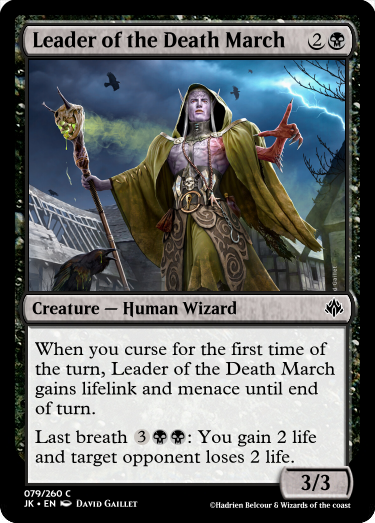 Leader of the Death March 2
Creature — Human Wizard
When you curse for the first time of
the turn, Leader of the Death March
gains lifelink and menace until end
of turn.
Last breath 3: You gain 2 life
and target opponent loses 2 life.
3/3
079/260 C
JK • EN DAVID GAILLET
©Hadrien Belcour & Wizards of the coast